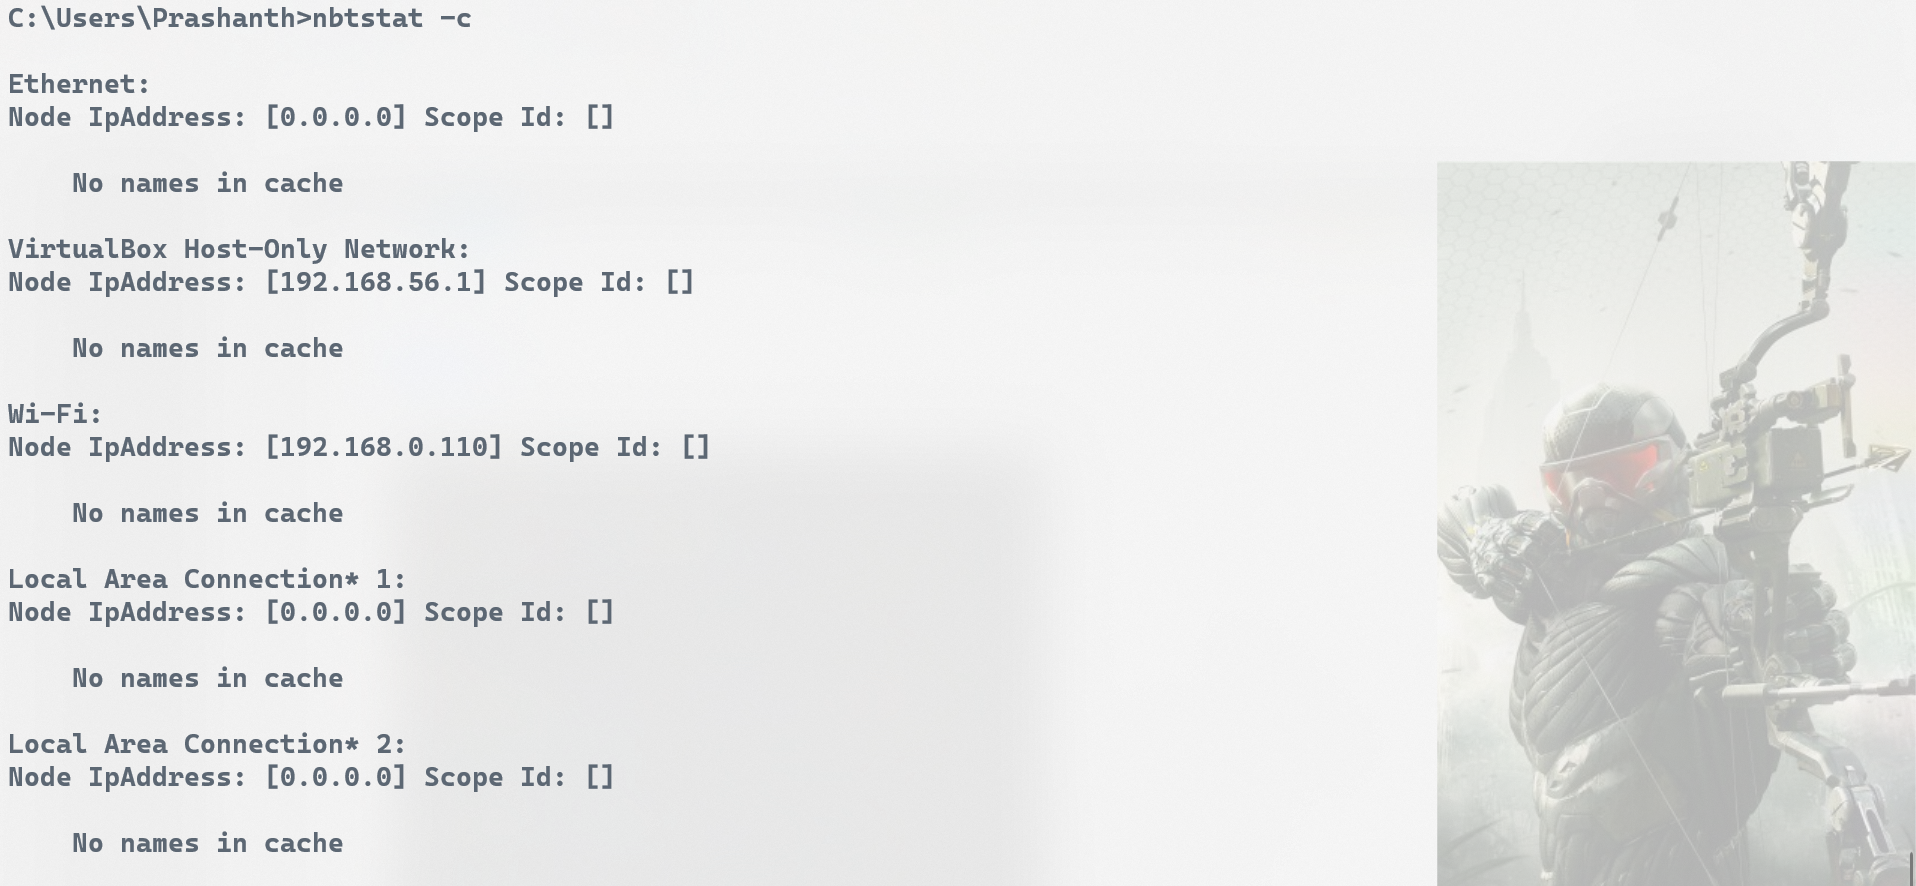 C:\Users\Prashanth>nbtstat -c
Ethernet:
Node IpAddress: [0.0.0.0] Scope Id: []
No names in cache
VirtualBox Host-Only Network:
Node IpAddress: [192.168.56.1] Scope Id: []
No names in cache
Wi-Fi:
Node IpAddress: [192.168.0.110] Scope Id: []
No names in cache
Local Area Connection* 1:
Node IpAddress: [0.0.0.0] Scope Id: []
No names in cache
Local Area Connection* 2:
Node IpAddress: [0.0.0.0] Scope Id: []
No names in cache